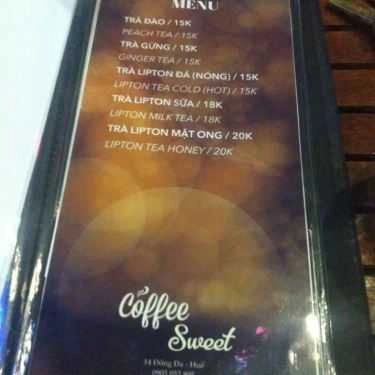 MENU
TRÀ ĐÀO / 15K
PEACH TEA / 15K
TRÀ GỪNG / 15K
GINGER TEA / 15K
TRÀ LIPTON ĐÁ (NÓNG) / 15K
LIPTON TEA COLD (HOT) / 15K
TRÀ LIPTON SỮA / 18K
LIPTON MILK TEA / 18K
TRÀ LIPTON MẬT ONG / 20K
LIPTON TEA HONEY / 20K
Coffee
Sweet
54 Đống Đa - Huế